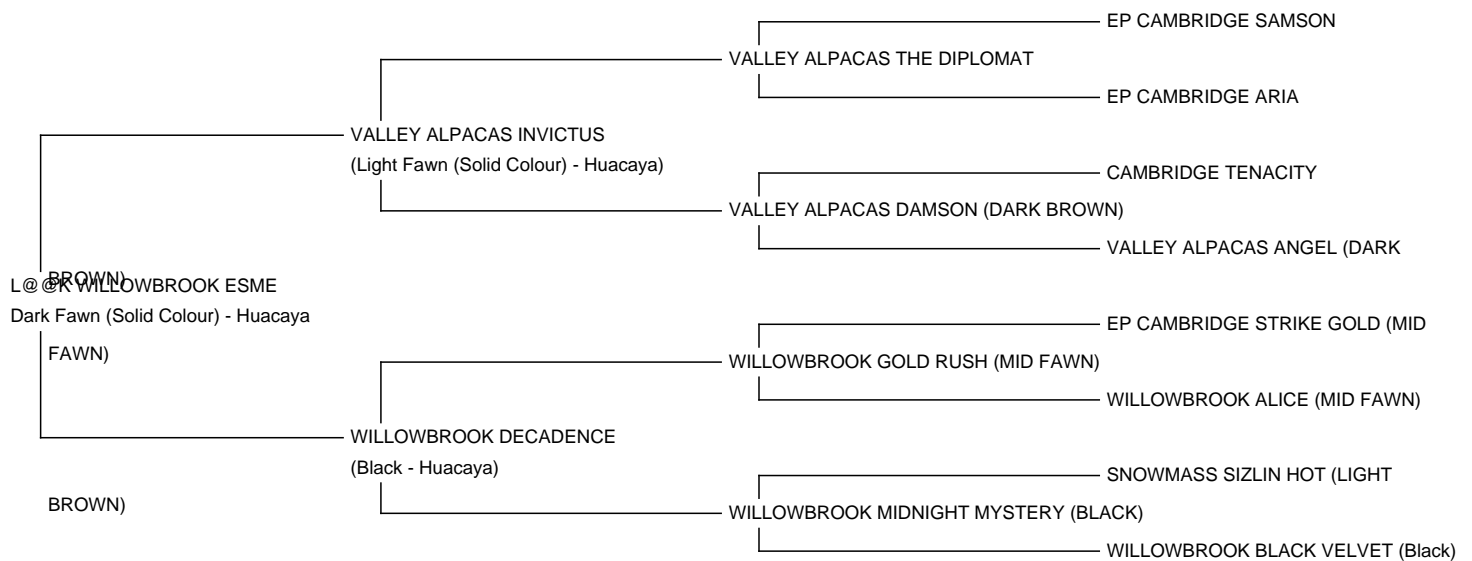 EP CAMBRIDGE SAMSON
VALLEY ALPACAS THE DIPLOMAT
EP CAMBRIDGE ARIA
VALLEY ALPACAS INVICTUS
(Light Fawn (Solid Colour) - Huacaya)
CAMBRIDGE TENACITY
VALLEY ALPACAS DAMSON (DARK BROWN)
VALLEY ALPACAS ANGEL (DARK
BROWN)
L@@K WILLOWBROOK ESME
Dark Fawn (Solid Colour) - Huacaya
EP CAMBRIDGE STRIKE GOLD (MID
FAWN)
WILLOWBROOK GOLD RUSH (MID FAWN)
WILLOWBROOK ALICE (MID FAWN)
WILLOWBROOK DECADENCE
(Black - Huacaya)
SNOWMASS SIZLIN HOT (LIGHT
BROWN)
WILLOWBROOK MIDNIGHT MYSTERY (BLACK)
WILLOWBROOK BLACK VELVET (Black)